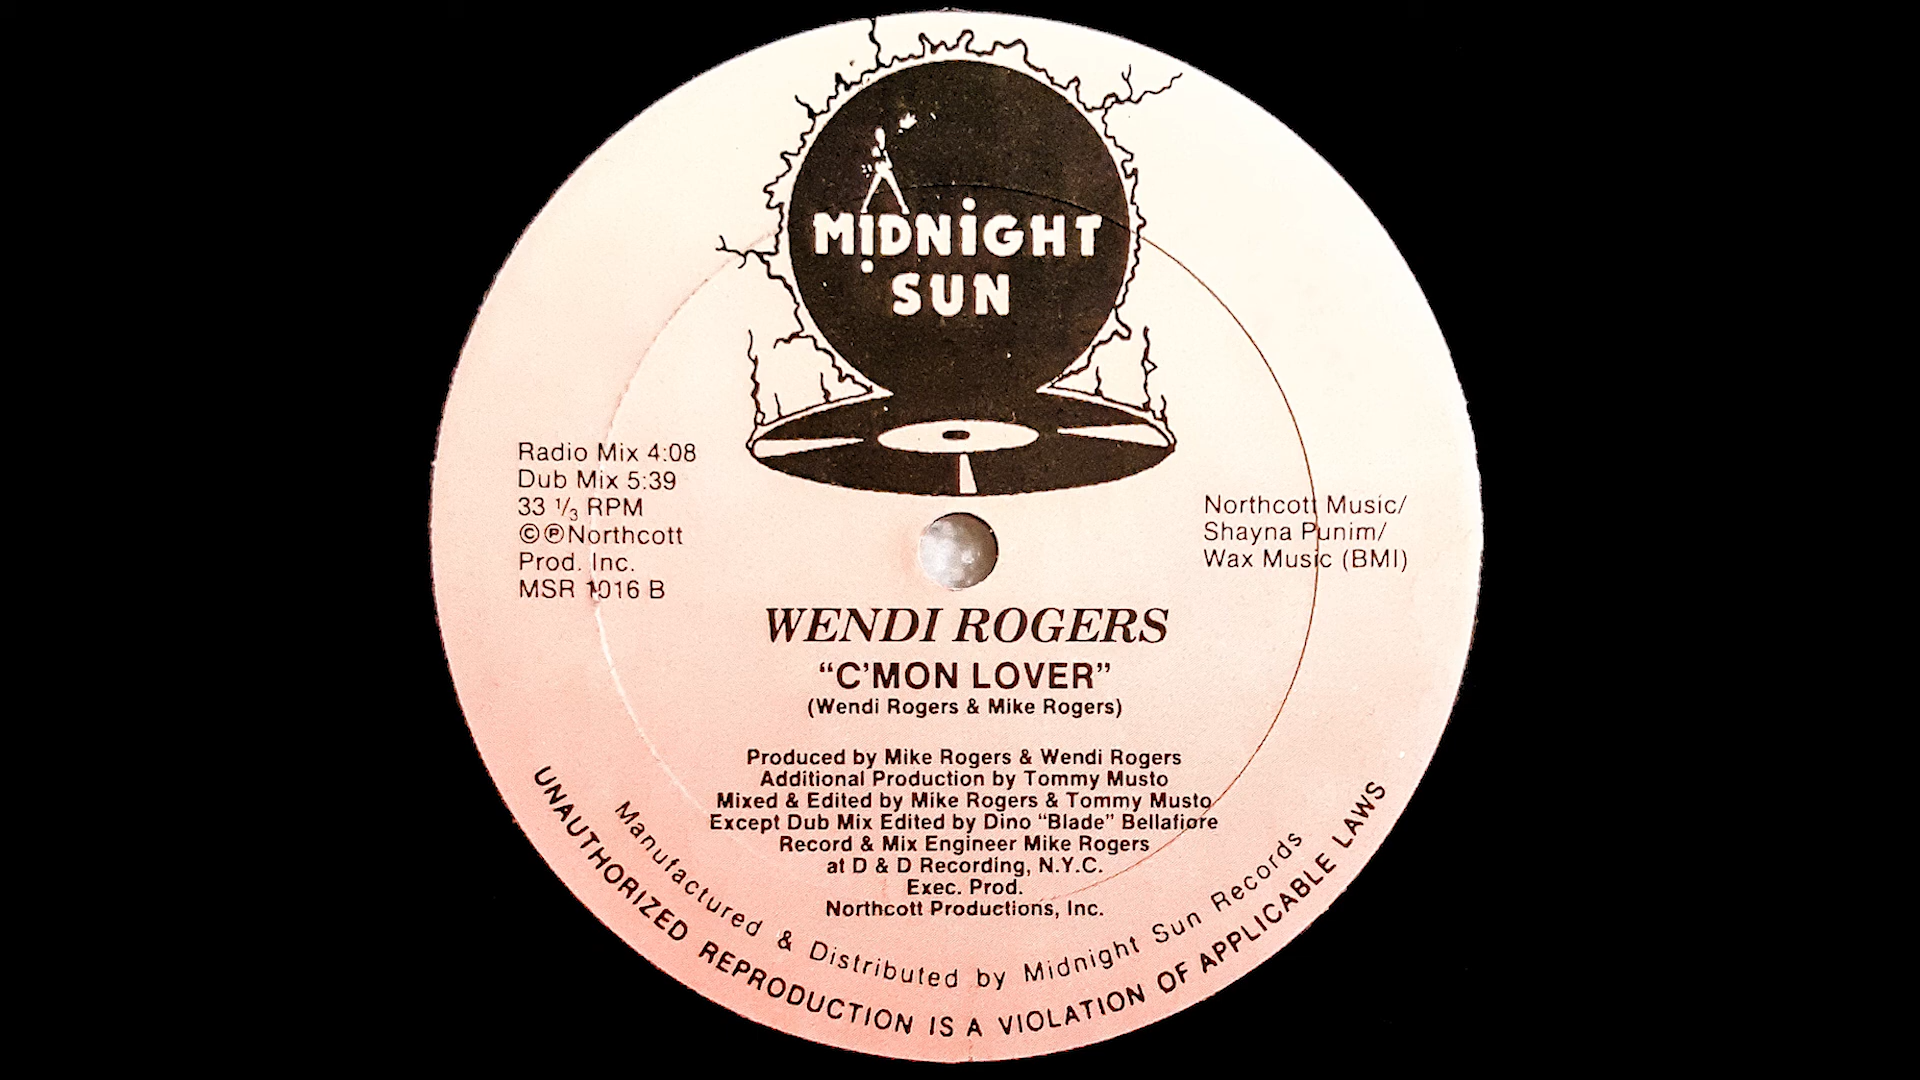 MiDNiGHT
SUN
Radio Mix 4:08
Dub Mix 5:39
33 1/3 RPM
©℗Northcott
Prod. Inc.
MSR 1016 B
Northcott Music/
Shayna Punim/
Wax Music (BMI)
WENDI ROGERS
“C’MON LOVER”
(Wendi Rogers & Mike Rogers)
Produced by Mike Rogers & Wendi Rogers
Additional Production by Tommy Musto
Mixed & Edited by Mike Rogers & Tommy Musto
Except Dub Mix Edited by Dino “Blade” Bellafiore
Record & Mix Engineer Mike Rogers
at D & D Recording, N.Y.C.
Exec. Prod.
Northcott Productions, Inc.
Manufactured & Distributed by Midnight Sun Records
UNAUTHORIZED REPRODUCTION IS A VIOLATION OF APPLICABLE LAWS